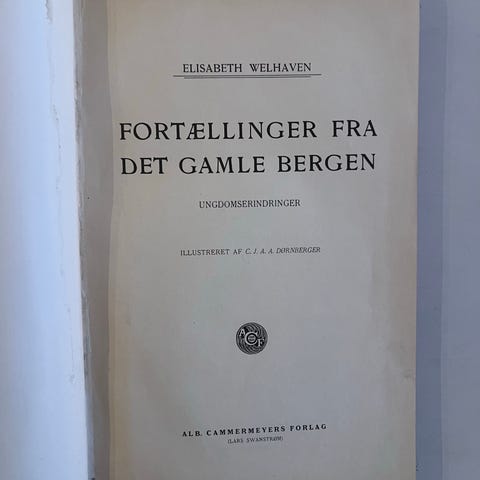 ELISABETH WELHAVEN
FORTÆLLINGER FRA
DET GAMLE BERGEN
UNGDOMSERINDRINGER
ILLUSTRERET AF C. J. A. A. DØRNBERGER
ACF
ALB. CAMMERMEYERS FORLAG
(LARS SWANSTRØM)